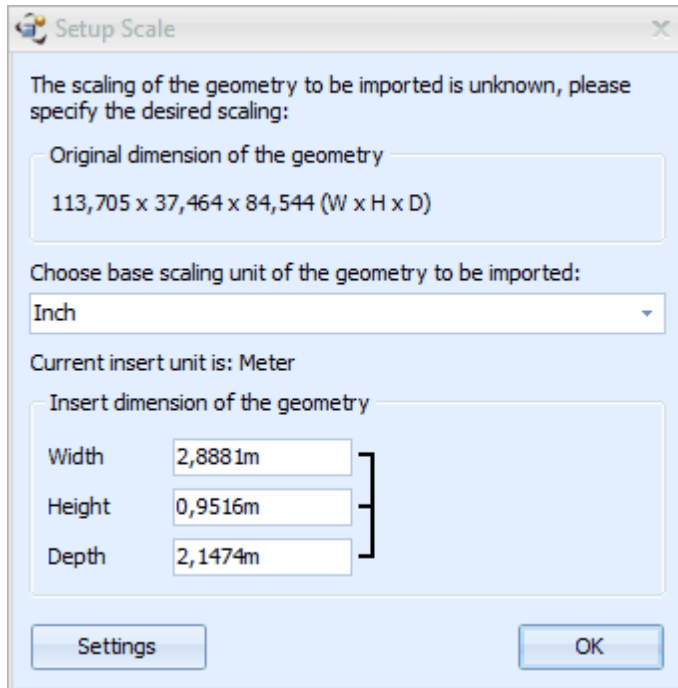 Setup Scale
The scaling of the geometry to be imported is unknown, please
specify the desired scaling:
Original dimension of the geometry
113,705 x 37,464 x 84,544 (W x H x D)
Choose base scaling unit of the geometry to be imported:
Inch
Current insert unit is: Meter
Insert dimension of the geometry
Width 2,8881m
Height 0,9516m
Depth 2,1474m
Settings OK